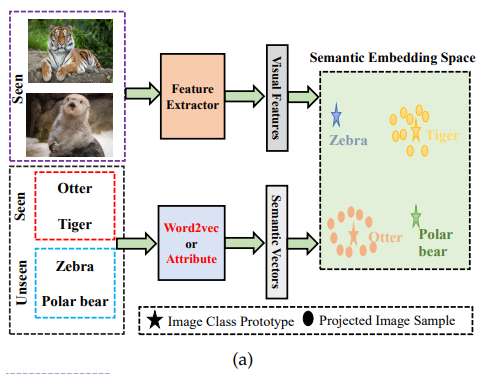 Seen
Feature
Extractor
Visual Features
Semantic Embedding Space
Zebra
Tiger
Otter
Polar
bear
Seen
Otter
Tiger
Unseen
Zebra
Polar bear
Word2vec
or
Attribute
Semantic Vectors
Image Class Prototype
Projected Image Sample
(a)